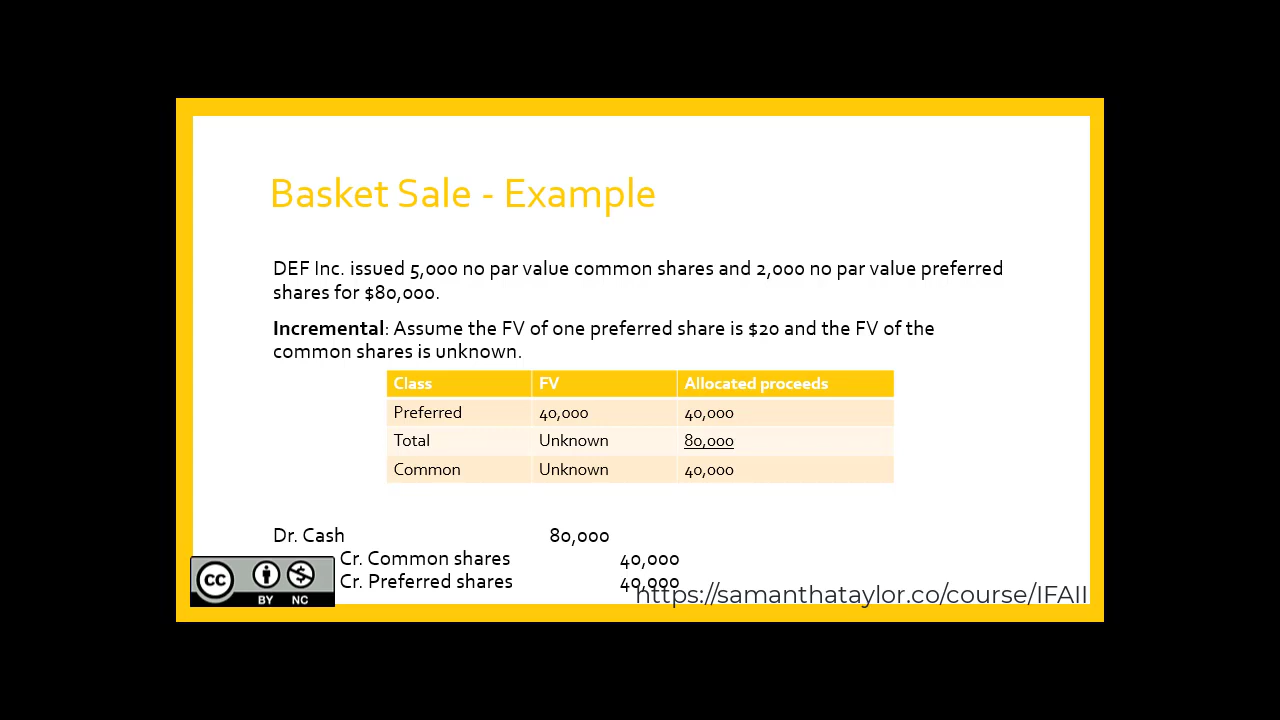 Basket Sale - Example
DEF Inc. issued 5,000 no par value common shares and 2,000 no par value preferred
shares for $80,000.
Incremental: Assume the FV of one preferred share is $20 and the FV of the
common shares is unknown.
Class FV Allocated proceeds
Preferred 40,000 40,000
Total Unknown 80,000
Common Unknown 40,000
Dr. Cash 80,000
Cr. Common shares 40,000
Cr. Preferred shares 40,000
https://samanthataylor.co/course/IFAII
cc
BY NC